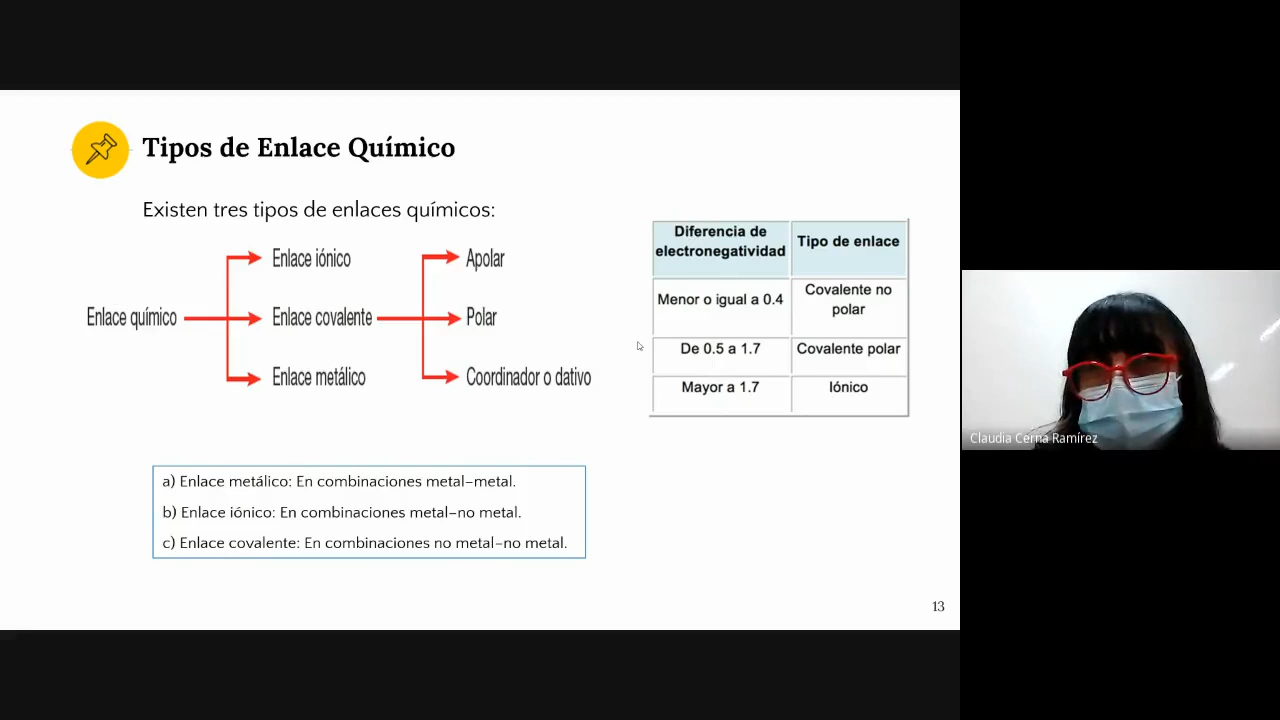 Tipos de Enlace Químico
Existen tres tipos de enlaces químicos:
Enlace químico
Enlace iónico
Enlace covalente
Enlace metálico
Apolar
Polar
Coordinador o dativo
Diferencia de
electronegatividad
Tipo de enlace
Menor o igual a 0.4
Covalente no
polar
De 0.5 a 1.7
Covalente polar
Mayor a 1.7
Iónico
a) Enlace metálico: En combinaciones metal–metal.
b) Enlace iónico: En combinaciones metal–no metal.
c) Enlace covalente: En combinaciones no metal–no metal.
13
Claudia Cerna Ramírez